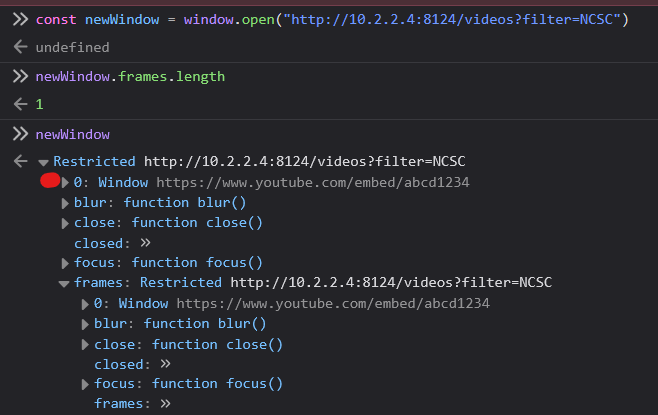 >> const newWindow = window.open("http://10.2.2.4:8124/videos?filter=NCSC")
← undefined
>> newWindow.frames.length
← 1
>> newWindow
← ▼ Restricted http://10.2.2.4:8124/videos?filter=NCSC
▶ 0: Window https://www.youtube.com/embed/abcd1234
▶ blur: function blur()
▶ close: function close()
closed: >>
▶ focus: function focus()
▼ frames: Restricted http://10.2.2.4:8124/videos?filter=NCSC
▶ 0: Window https://www.youtube.com/embed/abcd1234
▶ blur: function blur()
▶ close: function close()
closed: >>
▶ focus: function focus()
frames: >>